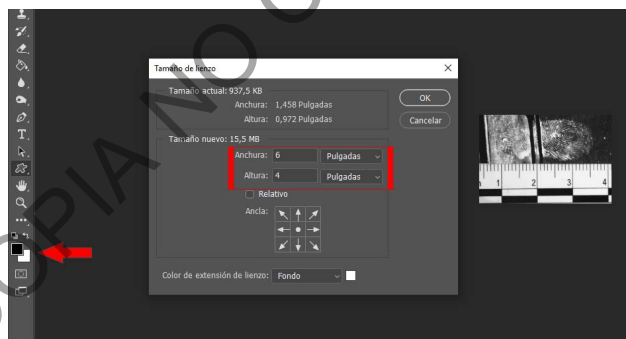 Tamaño de lienzo
Tamaño actual: 937,5 KB
Anchura: 1,458 Pulgadas
Altura: 0,972 Pulgadas
OK
Cancelar
Tamaño nuevo: 15,5 MB
Anchura: 6 Pulgadas
Altura: 4 Pulgadas
Relativo
Ancla:
Color de extensión de lienzo: Fondo
1 2 3 4
COPIA NO C